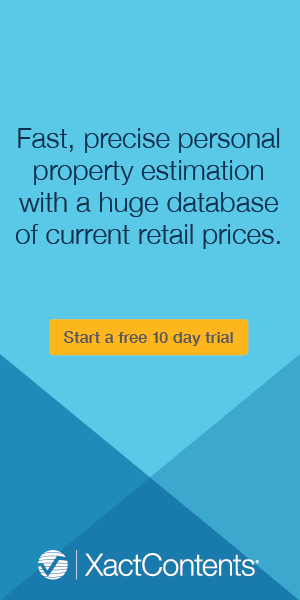 Fast, precise personal
property estimation
with a huge database
of current retail prices.
Start a free 10 day trial
XactContents®